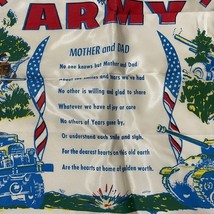 ARMY
MOTHER and DAD
No one knows but Mother and Dad
the smiles and tears we've had
No other is willing and glad to share
Whatever we have of joy or care
No others of Years gone by,
Or understand each smile and sigh,
For the dearest hearts on this old earth
Are the hearts at home of golden worth.